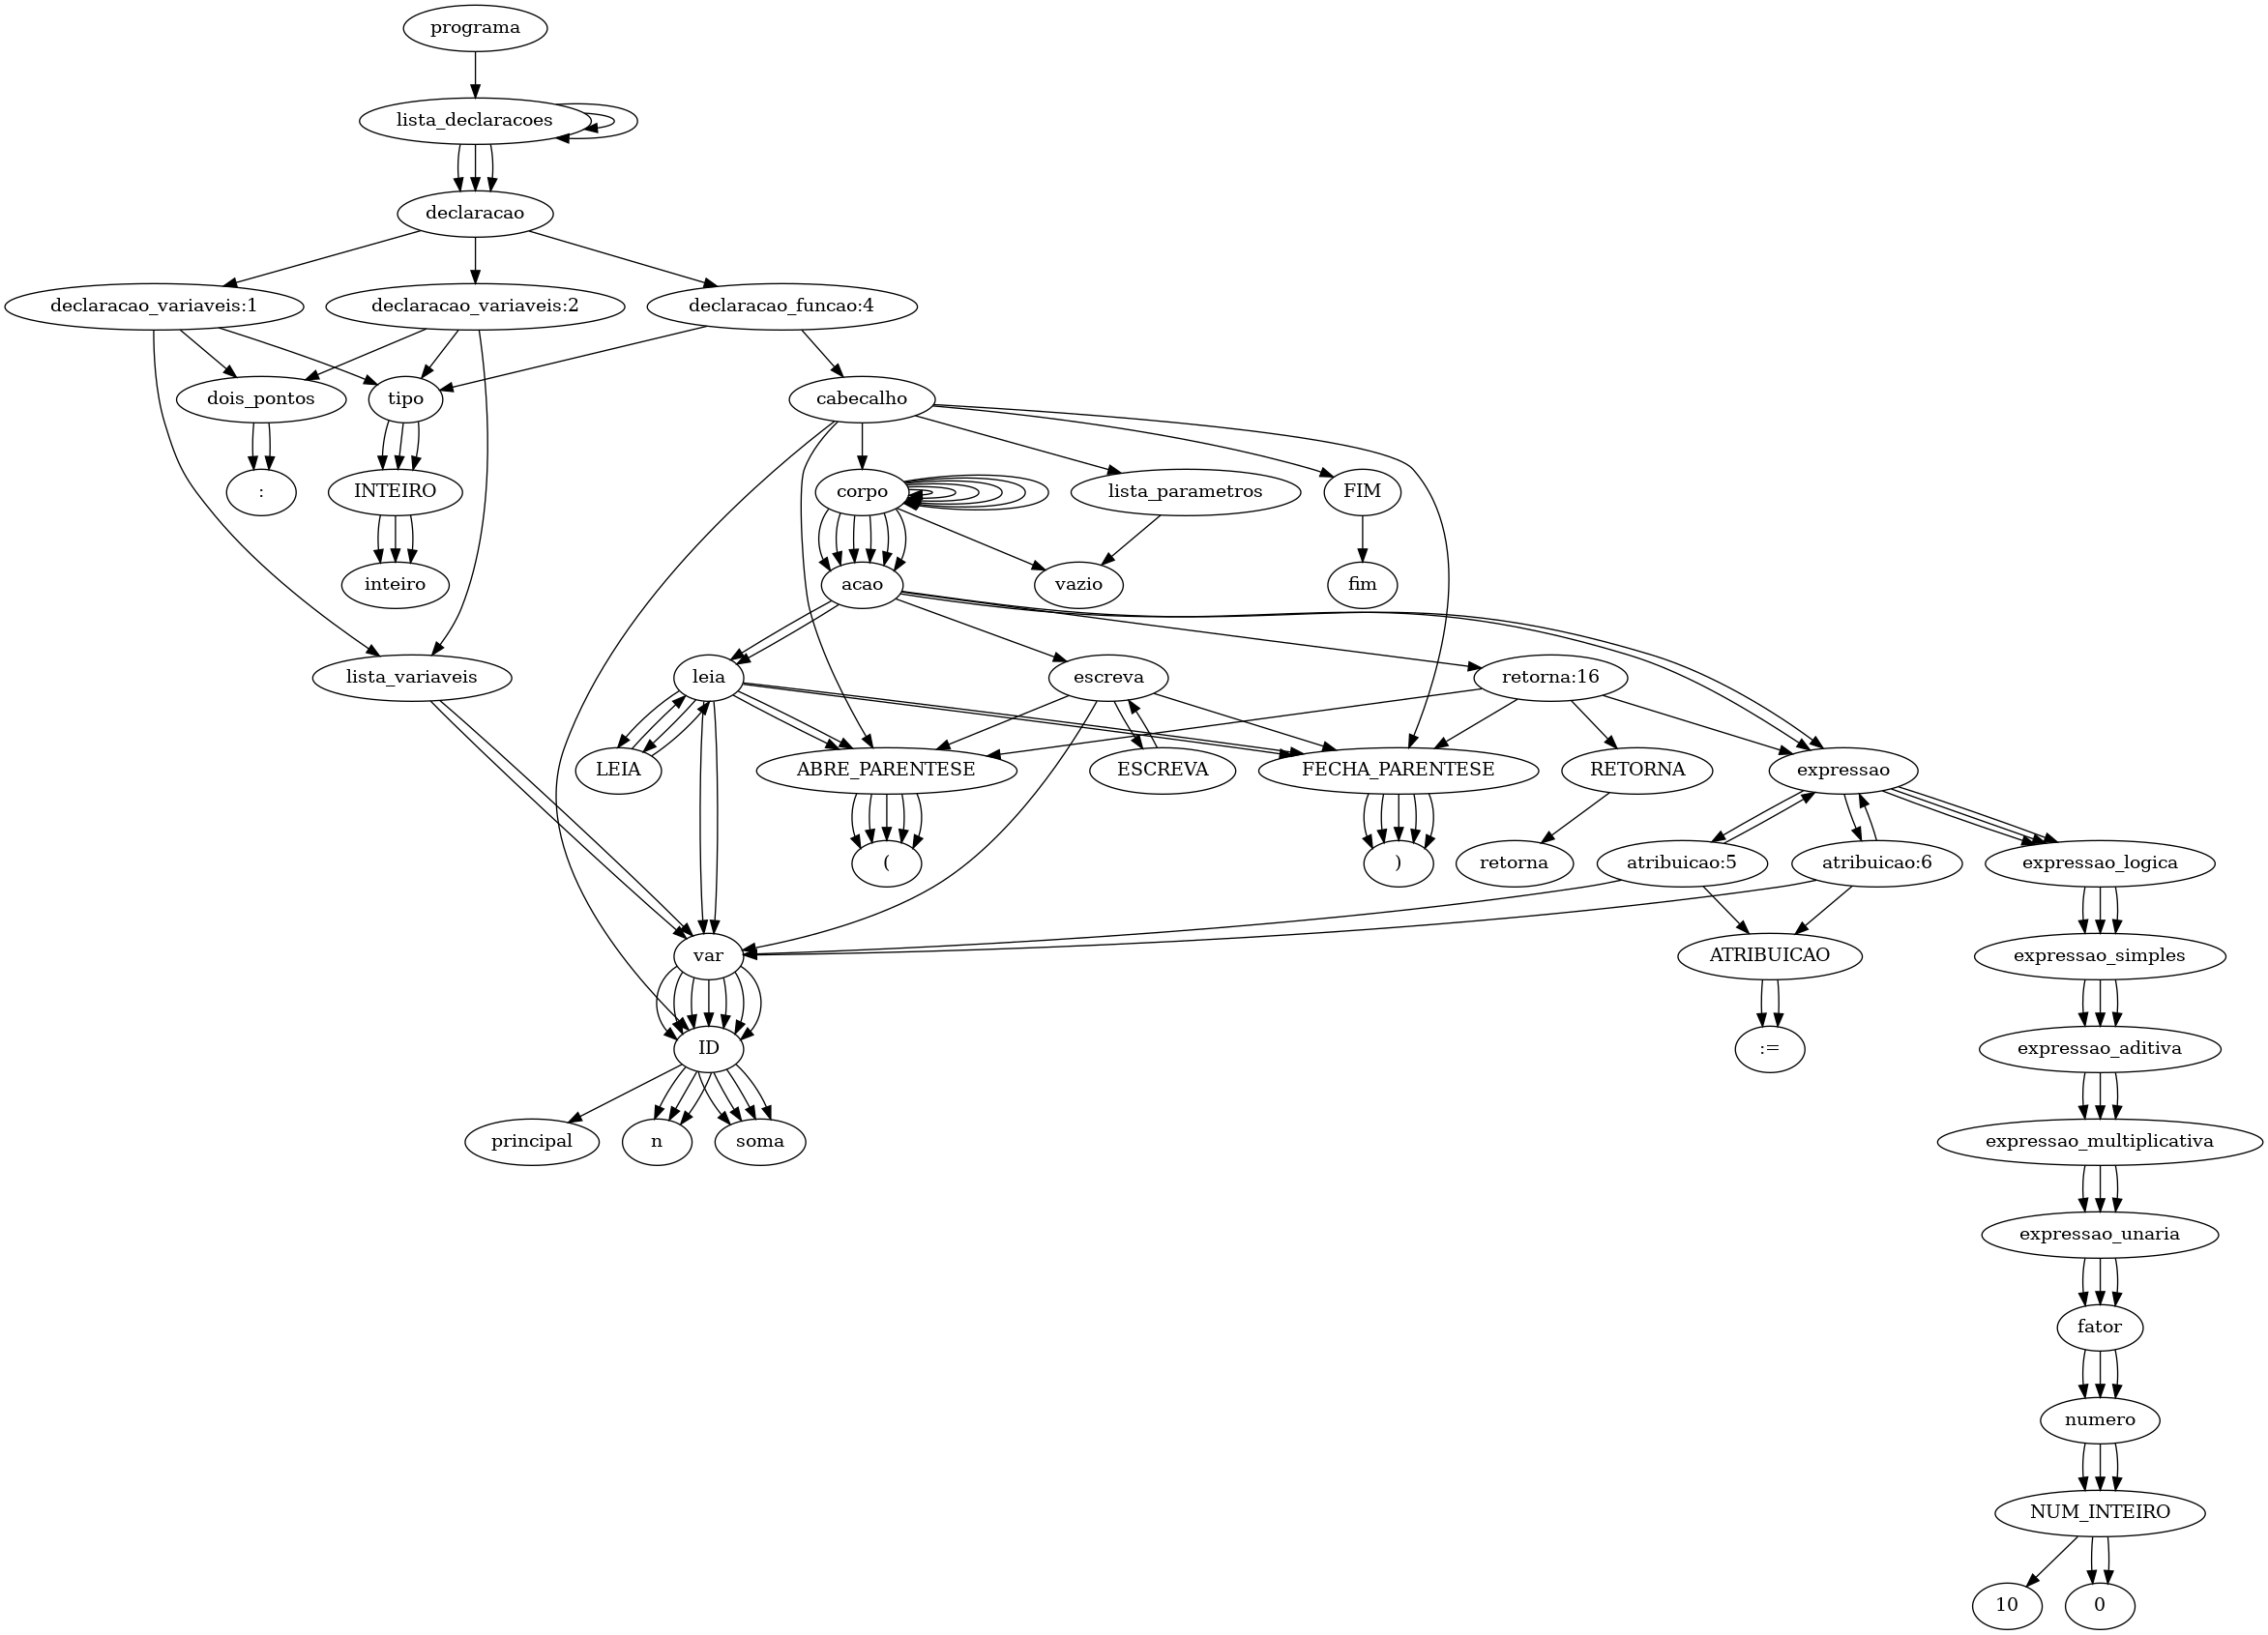 programa
lista_declaracoes
declaracao
declaracao_variaveis:1
declaracao_variaveis:2
declaracao_funcao:4
dois_pontos
tipo
cabecalho
:
INTEIRO
corpo
lista_parametros
FIM
inteiro
acao
vazio
fim
lista_variaveis
leia
escreva
retorna:16
LEIA
ABRE_PARENTESE
ESCREVA
FECHA_PARENTESE
RETORNA
expressao
(
)
retorna
atribuicao:5
atribuicao:6
expressao_logica
var
ATRIBUICAO
expressao_simples
ID
:=
expressao_aditiva
principal
n
soma
expressao_multiplicativa
expressao_unaria
fator
numero
NUM_INTEIRO
10
0